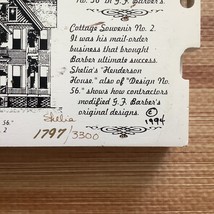 No. 56" in G.F. Barber's
Cottage Souvenir No. 2.
It was his mail-order
business that brought
Barber ultimate success.
Shelia's "Henderson
House," also of "Design No.
56," shows how contractors
modified G.F. Barber's
original designs.
56"
. 2
Shelia
1797/3300
© 1994